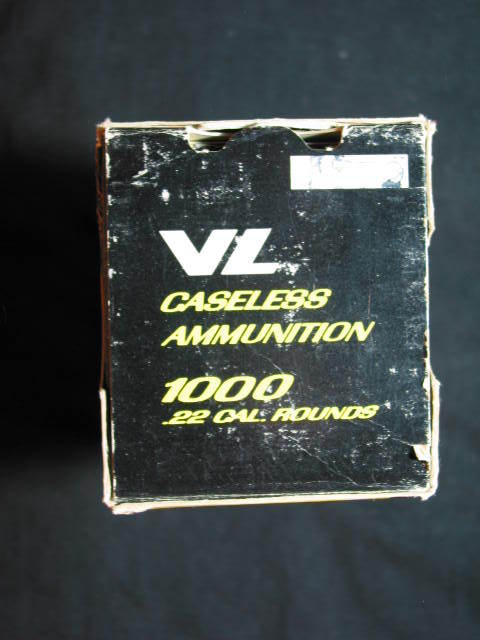 VL
CASELESS
AMMUNITION
1000
.22 CAL. ROUNDS